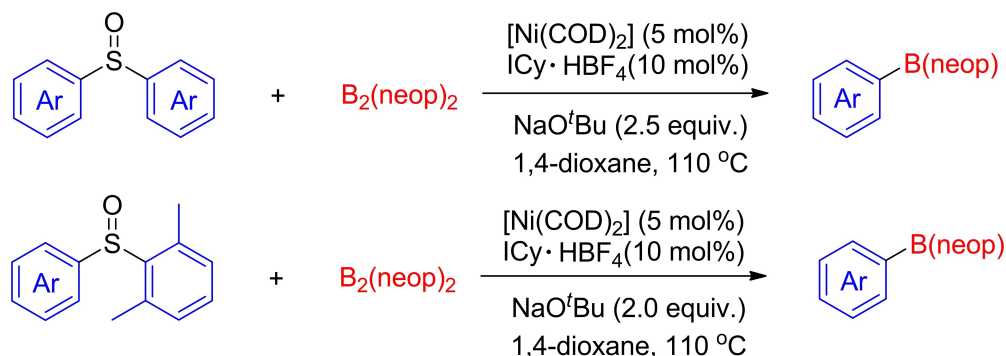 O
S
Ar Ar + B₂(neop)₂
[Ni(COD)₂] (5 mol%)
ICy·HBF₄(10 mol%)
NaOᵗBu (2.5 equiv.)
1,4-dioxane, 110 ºC
B(neop)
Ar
O
S
Ar + B₂(neop)₂
[Ni(COD)₂] (5 mol%)
ICy·HBF₄(10 mol%)
NaOᵗBu (2.0 equiv.)
1,4-dioxane, 110 ºC
B(neop)
Ar